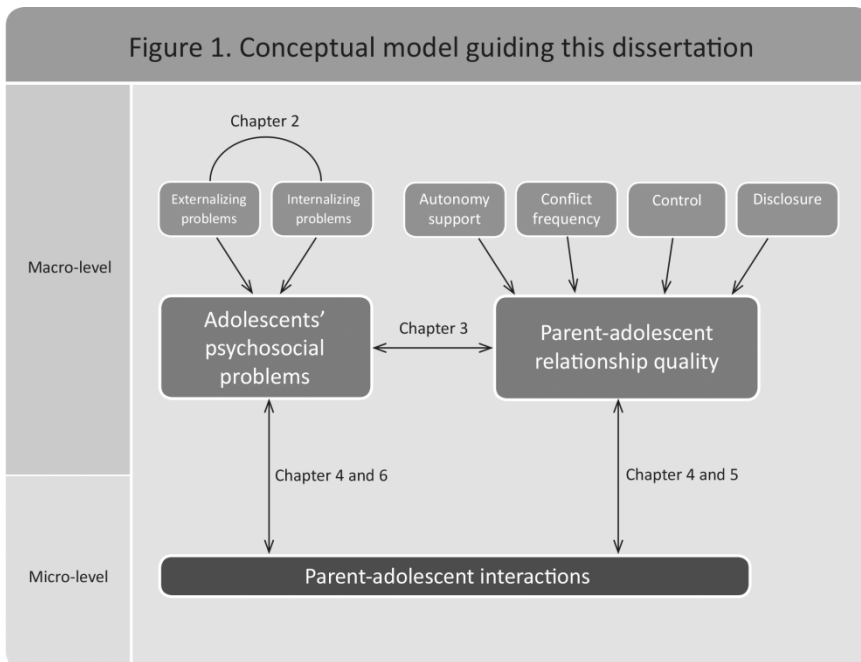 Figure 1. Conceptual model guiding this dissertation
Chapter 2
Externalizing
problems
Internalizing
problems
Autonomy
support
Conflict
frequency
Control
Disclosure
Macro-level
Adolescents’
psychosocial
problems
Chapter 3
Parent-adolescent
relationship quality
Chapter 4 and 6
Chapter 4 and 5
Micro-level
Parent-adolescent interactions